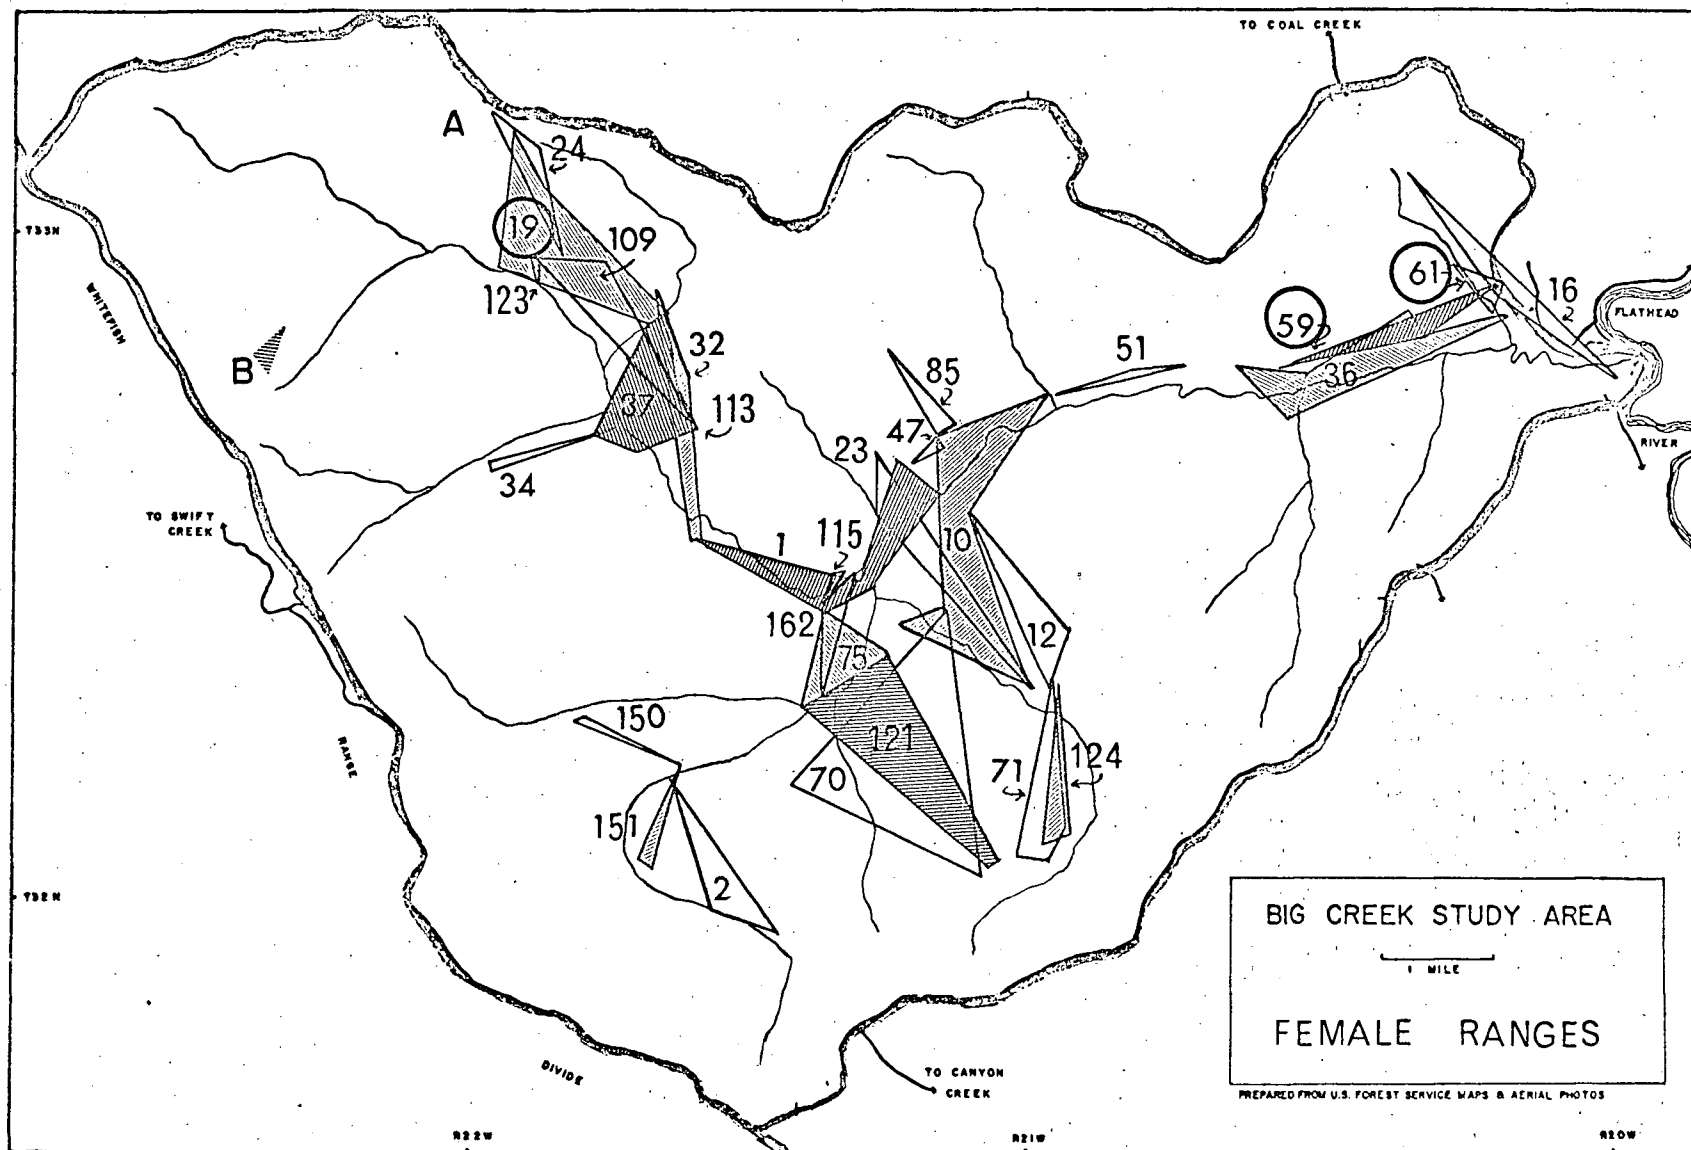 TO COAL CREEK
A
24
19
T33N
109
123
61
16
FLATHEAD
WHITEFISH
59
B
32
85
51
36
37
113
47
RIVER
23
34
TO SWIFT
CREEK
1
115
10
162
12
75
150
RANGE
121
71
124
70
151
2
T32N
BIG CREEK STUDY AREA
1 MILE
FEMALE RANGES
DIVIDE
TO CANYON
CREEK
PREPARED FROM U.S. FOREST SERVICE MAPS & AERIAL PHOTOS
R22W
R21W
R20W